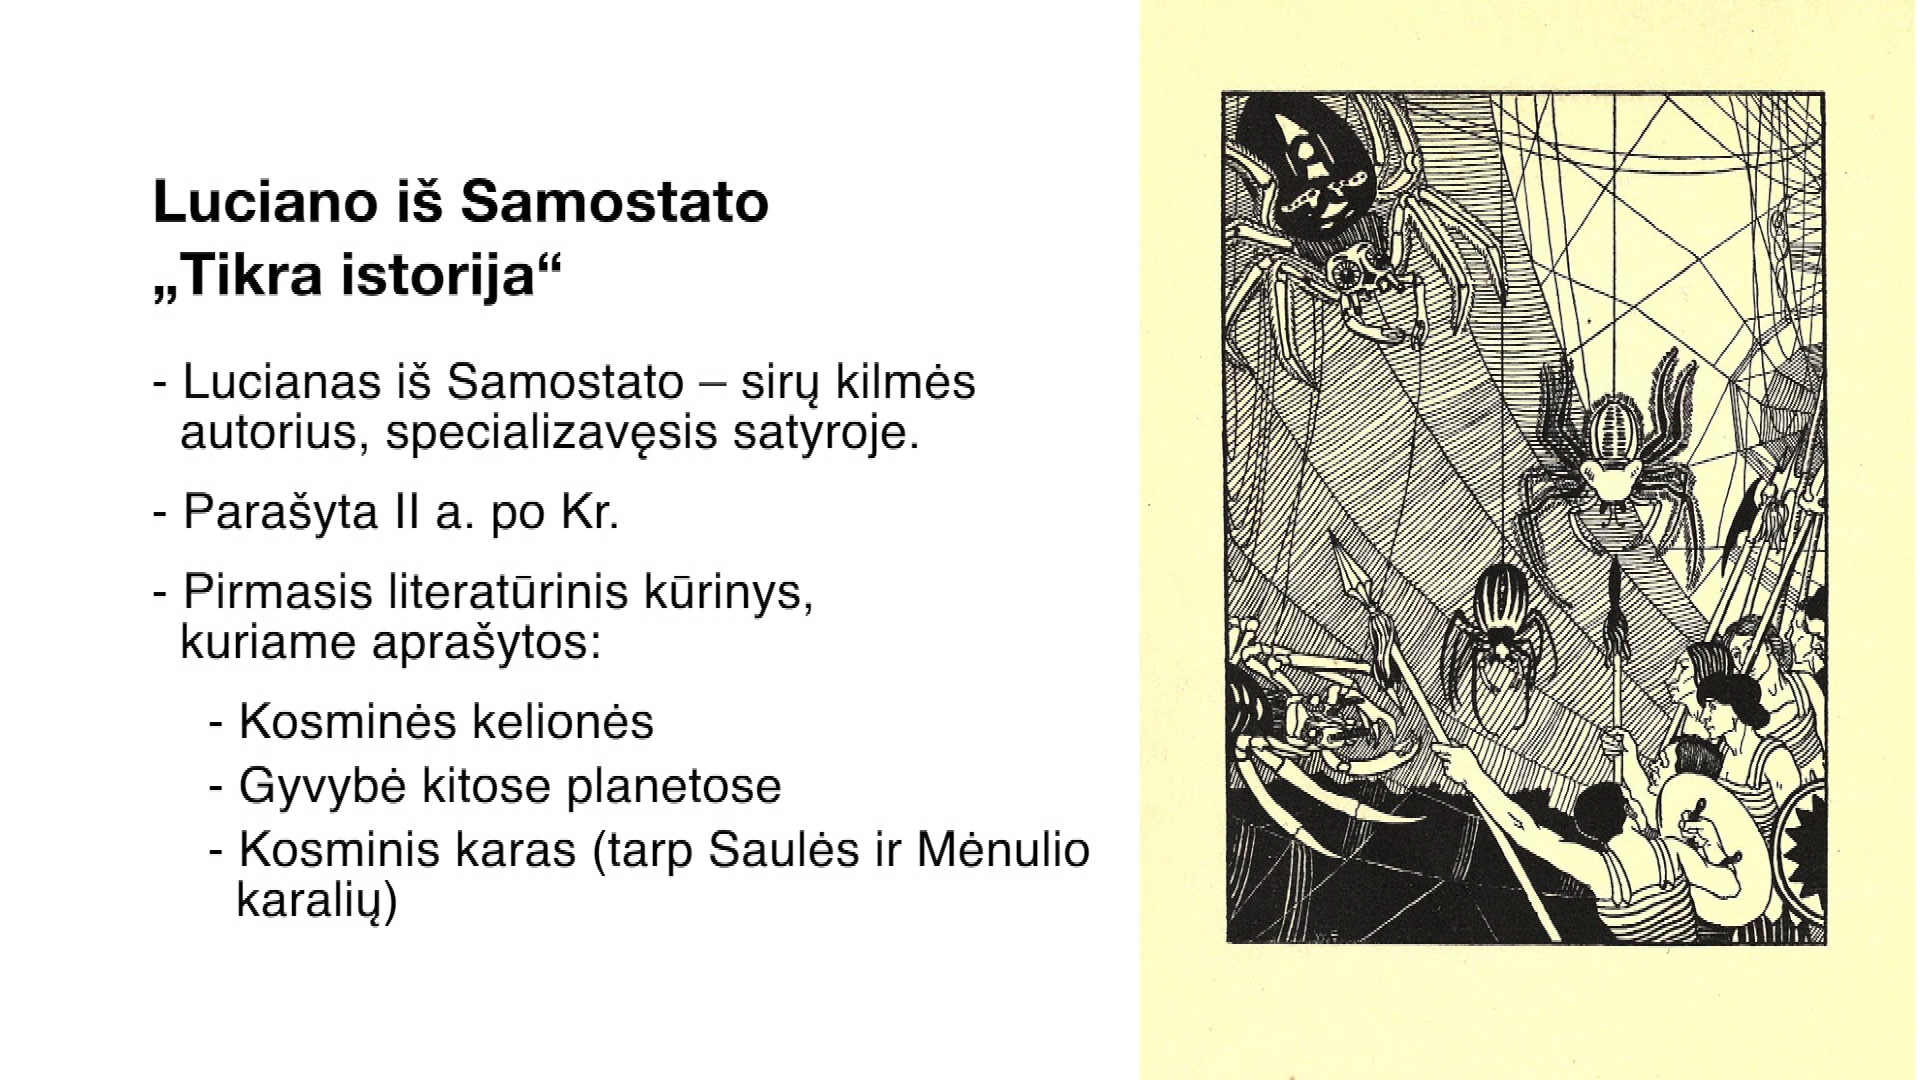 Luciano iš Samostato
„Tikra istorija“
- Lucianas iš Samostato – sirų kilmės
autorius, specializavęsis satyroje.
- Parašyta II a. po Kr.
- Pirmasis literatūrinis kūrinys,
kuriame aprašytos:
- Kosminės kelionės
- Gyvybė kitose planetose
- Kosminis karas (tarp Saulės ir Mėnulio
karalių)